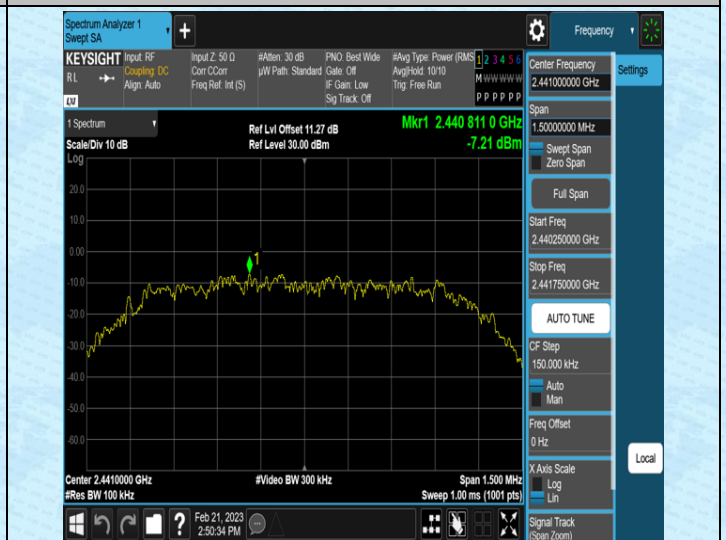 Spectrum Analyzer 1
Swept SA
+
Frequency
KEYSIGHT
RL
Input: RF
Coupling: DC
Align: Auto
Input Z: 50 Ω
Corr CCorr
Freq Ref: Int (S)
#Atten: 30 dB
µW Path: Standard
PNO: Best Wide
Gate: Off
IF Gain: Low
Sig Track: Off
#Avg Type: Power (RMS
Avg|Hold: 10/10
Trig: Free Run
1 2 3 4 5 6
M W W W W W
P P P P P P
LXI
1 Spectrum
Scale/Div 10 dB
Log
Ref Lvl Offset 11.27 dB
Ref Level 30.00 dBm
Mkr1 2.440 811 0 GHz
-7.21 dBm
20.0
10.0
0.00
-10.0
-20.0
-30.0
-40.0
-50.0
-60.0
1
Center 2.4410000 GHz
#Res BW 100 kHz
#Video BW 300 kHz
Span 1.500 MHz
Sweep 1.00 ms (1001 pts)
Center Frequency
2.441000000 GHz
Settings
Span
1.50000000 MHz
Swept Span
Zero Span
Full Span
Start Freq
2.440250000 GHz
Stop Freq
2.441750000 GHz
AUTO TUNE
CF Step
150.000 kHz
Auto
Man
Freq Offset
0 Hz
X Axis Scale
Log
Lin
Local
Signal Track
(Span Zoom)
?
Feb 21, 2023
2:50:34 PM